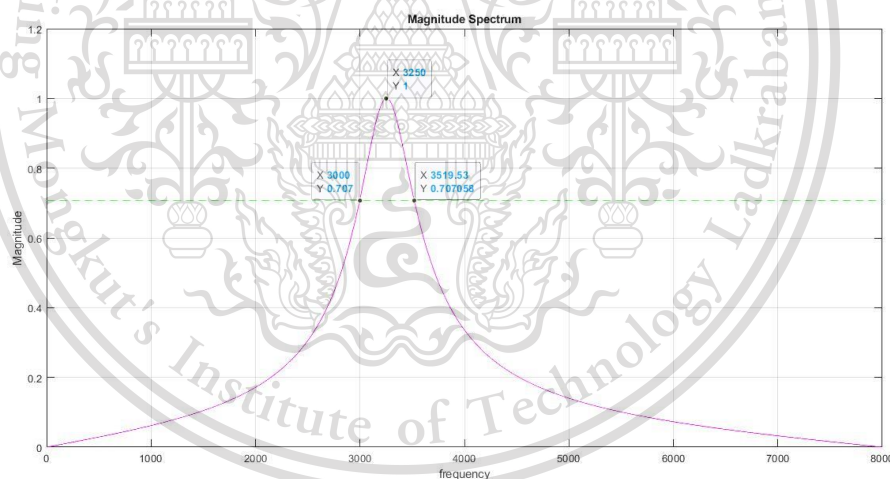 Magnitude Spectrum
1.2
1
0.8
0.6
0.4
0.2
0
Magnitude
X 3250
Y 1
X 3000
Y 0.707
X 3519.53
Y 0.707058
0 1000 2000 3000 4000 5000 6000 7000 8000
frequency
Mongkut's Institute of Technology Ladkraban